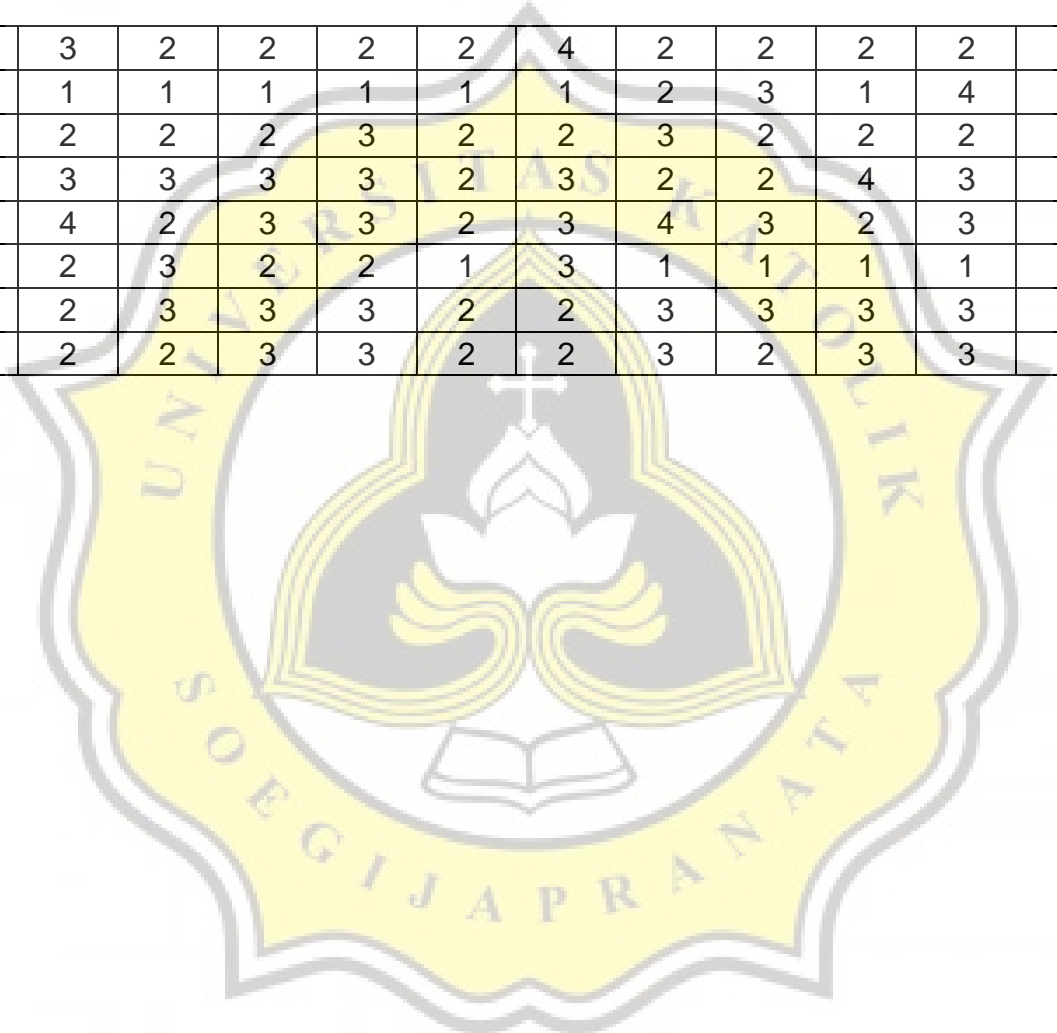 3 2 2 2 2 4 2 2 2 2
1 1 1 1 1 1 2 3 1 4
2 2 2 3 2 2 3 2 2 2
3 3 3 3 2 3 2 2 4 3
4 2 3 3 2 3 4 3 2 3
2 3 2 2 1 3 1 1 1 1
2 3 3 3 2 2 3 3 3 3
2 2 3 3 2 2 3 2 3 3
UNIVERSITAS KATOLIK
SOEGIJAPRANATA